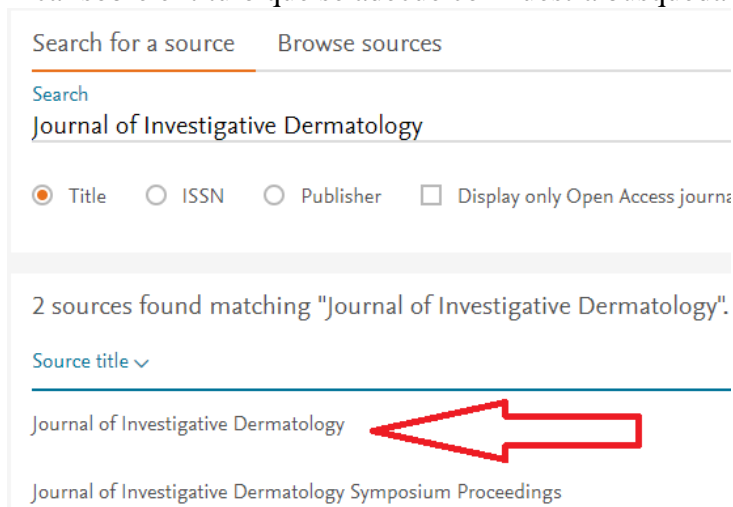 Search for a source Browse sources
Search
Journal of Investigative Dermatology
Title ISSN Publisher Display only Open Access journa
2 sources found matching "Journal of Investigative Dermatology".
Source title
Journal of Investigative Dermatology
Journal of Investigative Dermatology Symposium Proceedings